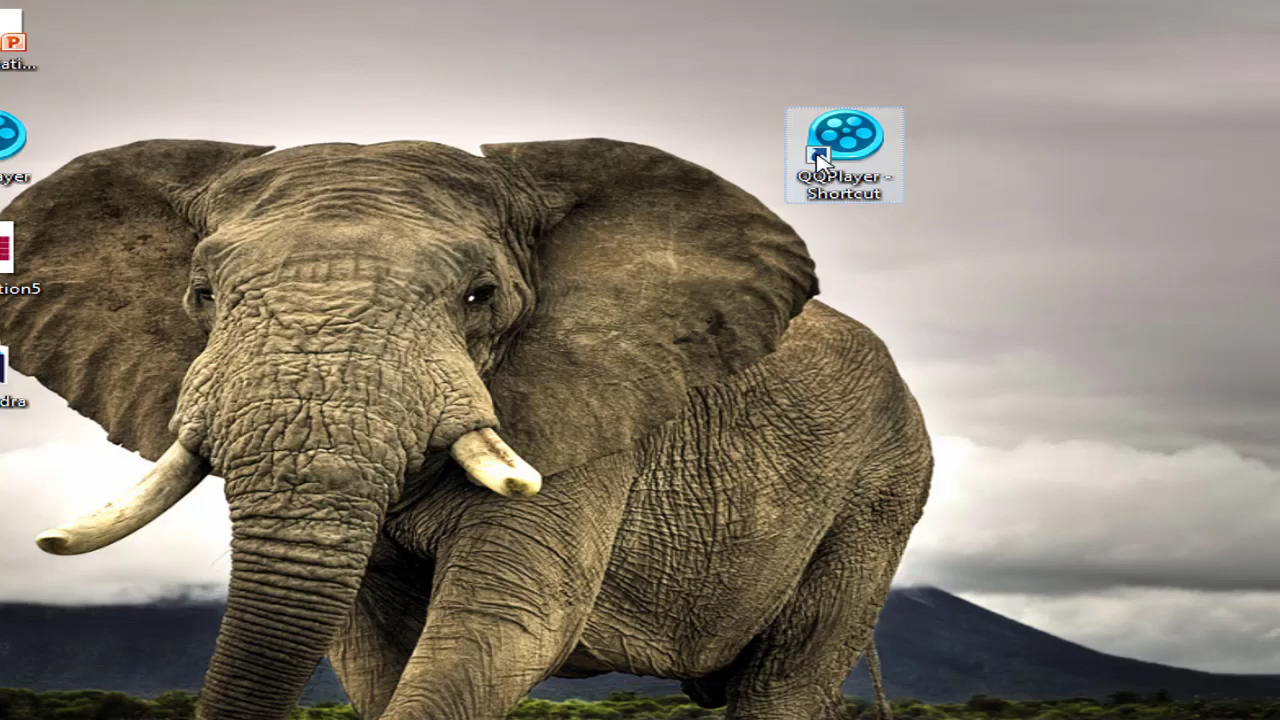 P
ati...
ayer
tion5
dra
QQPlayer -
Shortcut